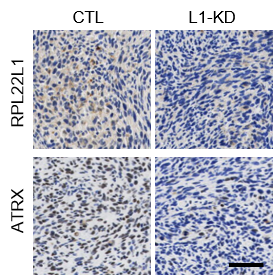 CTL L1-KD
RPL22L1
ATRX